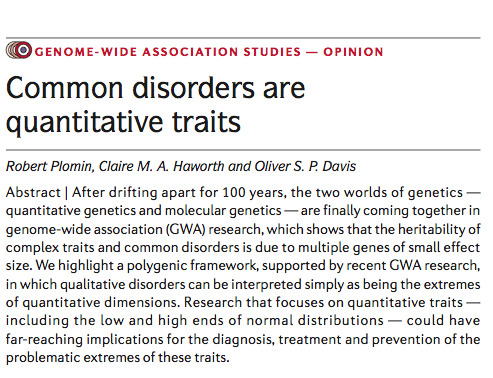 GENOME-WIDE ASSOCIATION STUDIES — OPINION
Common disorders are
quantitative traits
Robert Plomin, Claire M. A. Haworth and Oliver S. P. Davis
Abstract | After drifting apart for 100 years, the two worlds of genetics —
quantitative genetics and molecular genetics — are finally coming together in
genome-wide association (GWA) research, which shows that the heritability of
complex traits and common disorders is due to multiple genes of small effect
size. We highlight a polygenic framework, supported by recent GWA research,
in which qualitative disorders can be interpreted simply as being the extremes
of quantitative dimensions. Research that focuses on quantitative traits —
including the low and high ends of normal distributions — could have
far-reaching implications for the diagnosis, treatment and prevention of the
problematic extremes of these traits.